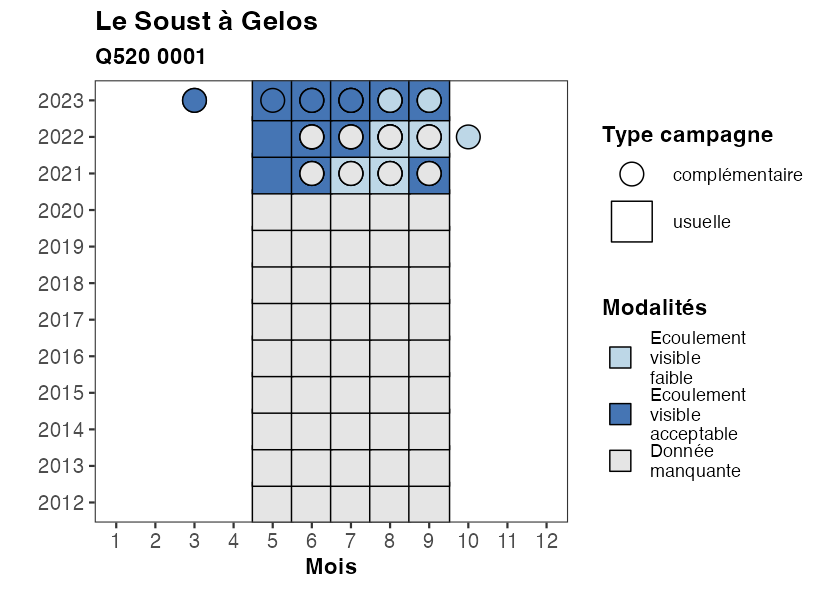 Le Soust à Gelos
Q520 0001
2023
2022
2021
2020
2019
2018
2017
2016
2015
2014
2013
2012
1 2 3 4 5 6 7 8 9 10 11 12
Mois
Type campagne
complémentaire
usuelle
Modalités
Ecoulement
visible
faible
Ecoulement
visible
acceptable
Donnée
manquante